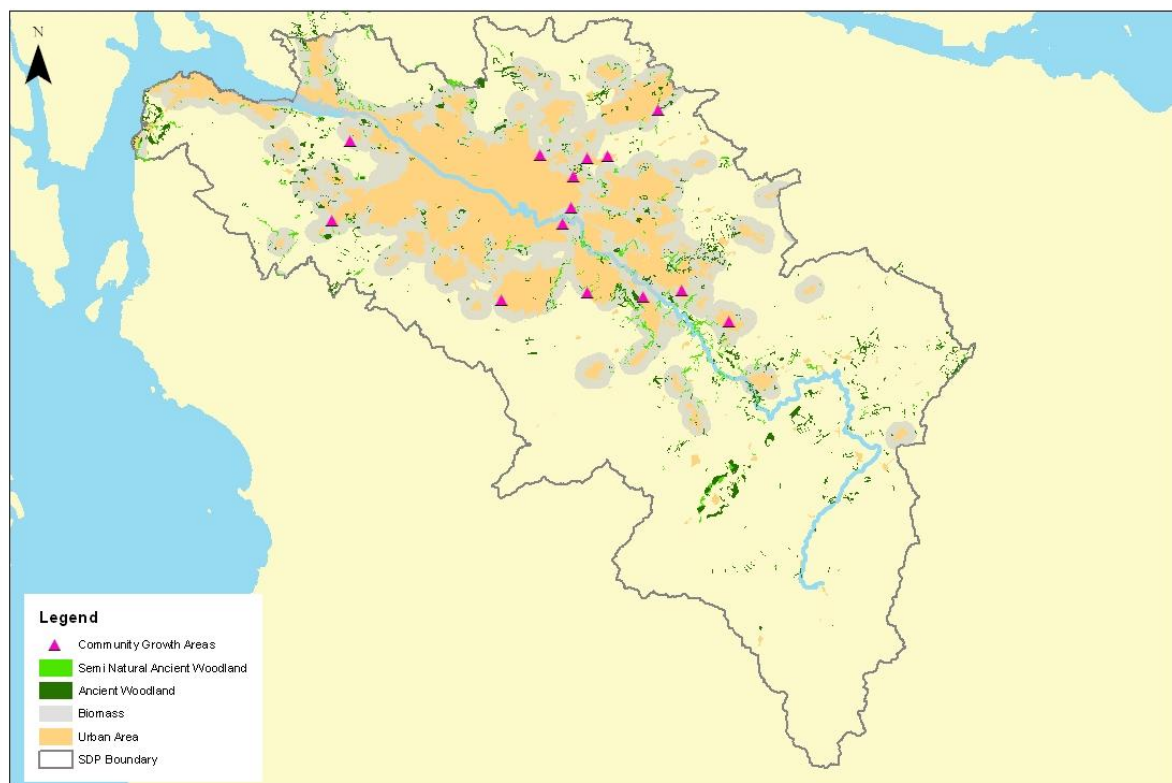 N
Legend
Community Growth Areas
Semi Natural Ancient Woodland
Ancient Woodland
Biomass
Urban Area
SDP Boundary